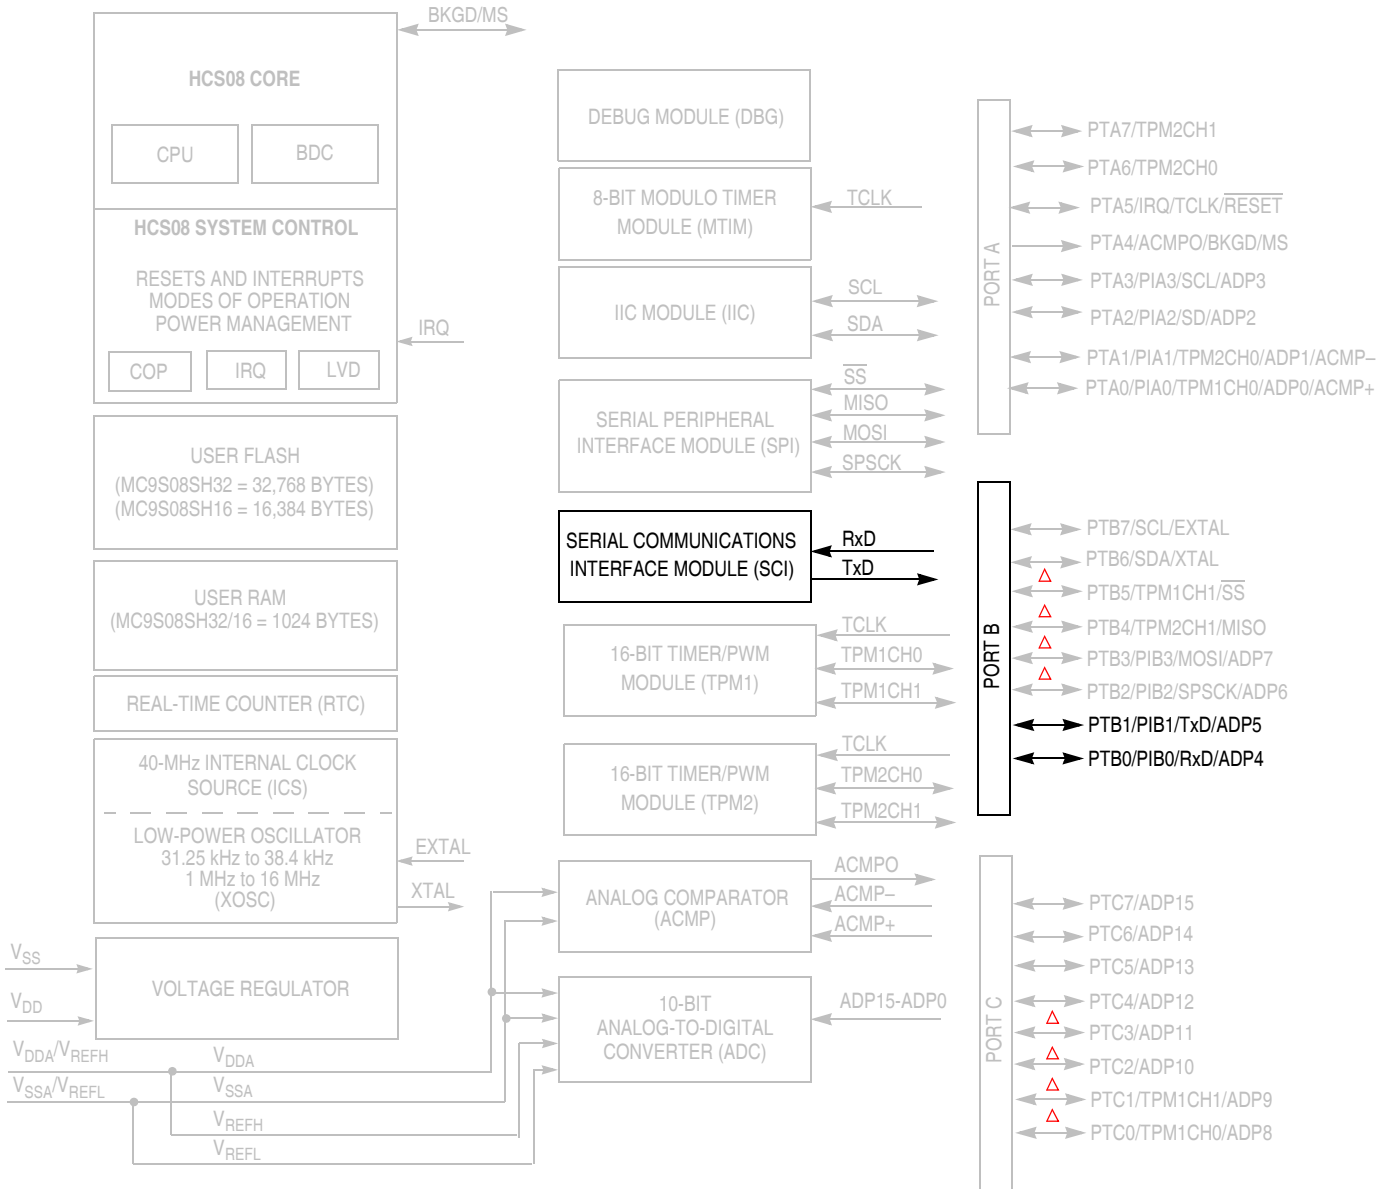 BKGD/MS
HCS08 CORE
CPU
BDC
HCS08 SYSTEM CONTROL
RESETS AND INTERRUPTS
MODES OF OPERATION
POWER MANAGEMENT
IRQ
COP
IRQ
LVD
USER FLASH
(MC9S08SH32 = 32,768 BYTES)
(MC9S08SH16 = 16,384 BYTES)
USER RAM
(MC9S08SH32/16 = 1024 BYTES)
REAL-TIME COUNTER (RTC)
40-MHz INTERNAL CLOCK
SOURCE (ICS)
LOW-POWER OSCILLATOR
31.25 kHz to 38.4 kHz
1 MHz to 16 MHz
(XOSC)
EXTAL
XTAL
VSS
VDD
VOLTAGE REGULATOR
VDDA/VREFH
VSSA/VREFL
VDDA
VSSA
VREFH
VREFL
DEBUG MODULE (DBG)
8-BIT MODULO TIMER
MODULE (MTIM)
TCLK
IIC MODULE (IIC)
SCL
SDA
SERIAL PERIPHERAL
INTERFACE MODULE (SPI)
SS
MISO
MOSI
SPSCK
SERIAL COMMUNICATIONS
INTERFACE MODULE (SCI)
RxD
TxD
16-BIT TIMER/PWM
MODULE (TPM1)
TCLK
TPM1CH0
TPM1CH1
16-BIT TIMER/PWM
MODULE (TPM2)
TCLK
TPM2CH0
TPM2CH1
ANALOG COMPARATOR
(ACMP)
ACMPO
ACMP–
ACMP+
10-BIT
ANALOG-TO-DIGITAL
CONVERTER (ADC)
ADP15-ADP0
PORT A
PTA7/TPM2CH1
PTA6/TPM2CH0
PTA5/IRQ/TCLK/RESET
PTA4/ACMPO/BKGD/MS
PTA3/PIA3/SCL/ADP3
PTA2/PIA2/SD/ADP2
PTA1/PIA1/TPM2CH0/ADP1/ACMP–
PTA0/PIA0/TPM1CH0/ADP0/ACMP+
PORT B
PTB7/SCL/EXTAL
PTB6/SDA/XTAL
PTB5/TPM1CH1/SS
PTB4/TPM2CH1/MISO
PTB3/PIB3/MOSI/ADP7
PTB2/PIB2/SPSCK/ADP6
PTB1/PIB1/TxD/ADP5
PTB0/PIB0/RxD/ADP4
PORT C
PTC7/ADP15
PTC6/ADP14
PTC5/ADP13
PTC4/ADP12
PTC3/ADP11
PTC2/ADP10
PTC1/TPM1CH1/ADP9
PTC0/TPM1CH0/ADP8